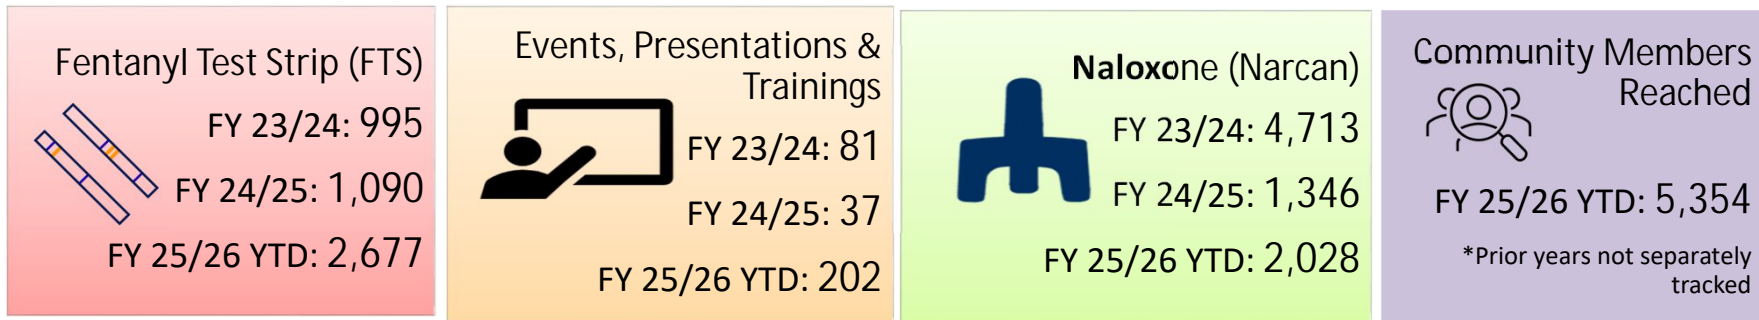 Fentanyl Test Strip (FTS)
FY 23/24: 995
FY 24/25: 1,090
FY 25/26 YTD: 2,677
Events, Presentations &
Trainings
FY 23/24: 81
FY 24/25: 37
FY 25/26 YTD: 202
Naloxone (Narcan)
FY 23/24: 4,713
FY 24/25: 1,346
FY 25/26 YTD: 2,028
Community Members
Reached
FY 25/26 YTD: 5,354
*Prior years not separately
tracked